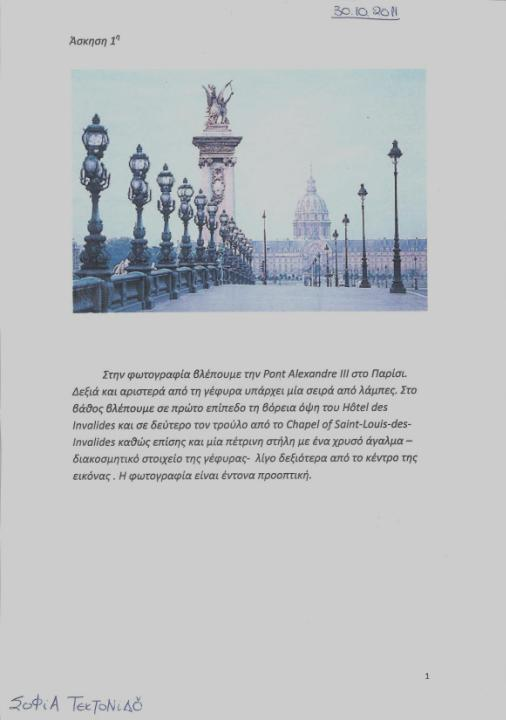 30.10.2011
Άσκηση 1η
Στην φωτογραφία βλέπουμε την Pont Alexandre III στο Παρίσι.
Δεξιά και αριστερά από τη γέφυρα υπάρχει μία σειρά από λάμπες. Στο
βάθος βλέπουμε σε πρώτο επίπεδο τη βόρεια όψη του Hôtel des
Invalides και σε δεύτερο τον τρούλο από το Chapel of Saint-Louis-des-
Invalides καθώς επίσης και μία πέτρινη στήλη με ένα χρυσό άγαλμα –
διακοσμητικό στοιχείο της γέφυρας- λίγο δεξιότερα από το κέντρο της
εικόνας . Η φωτογραφία είναι έντονα προοπτική.
1
ΣΟΦΙΑ ΤΕΚΤΟΝΙΔΟΥ